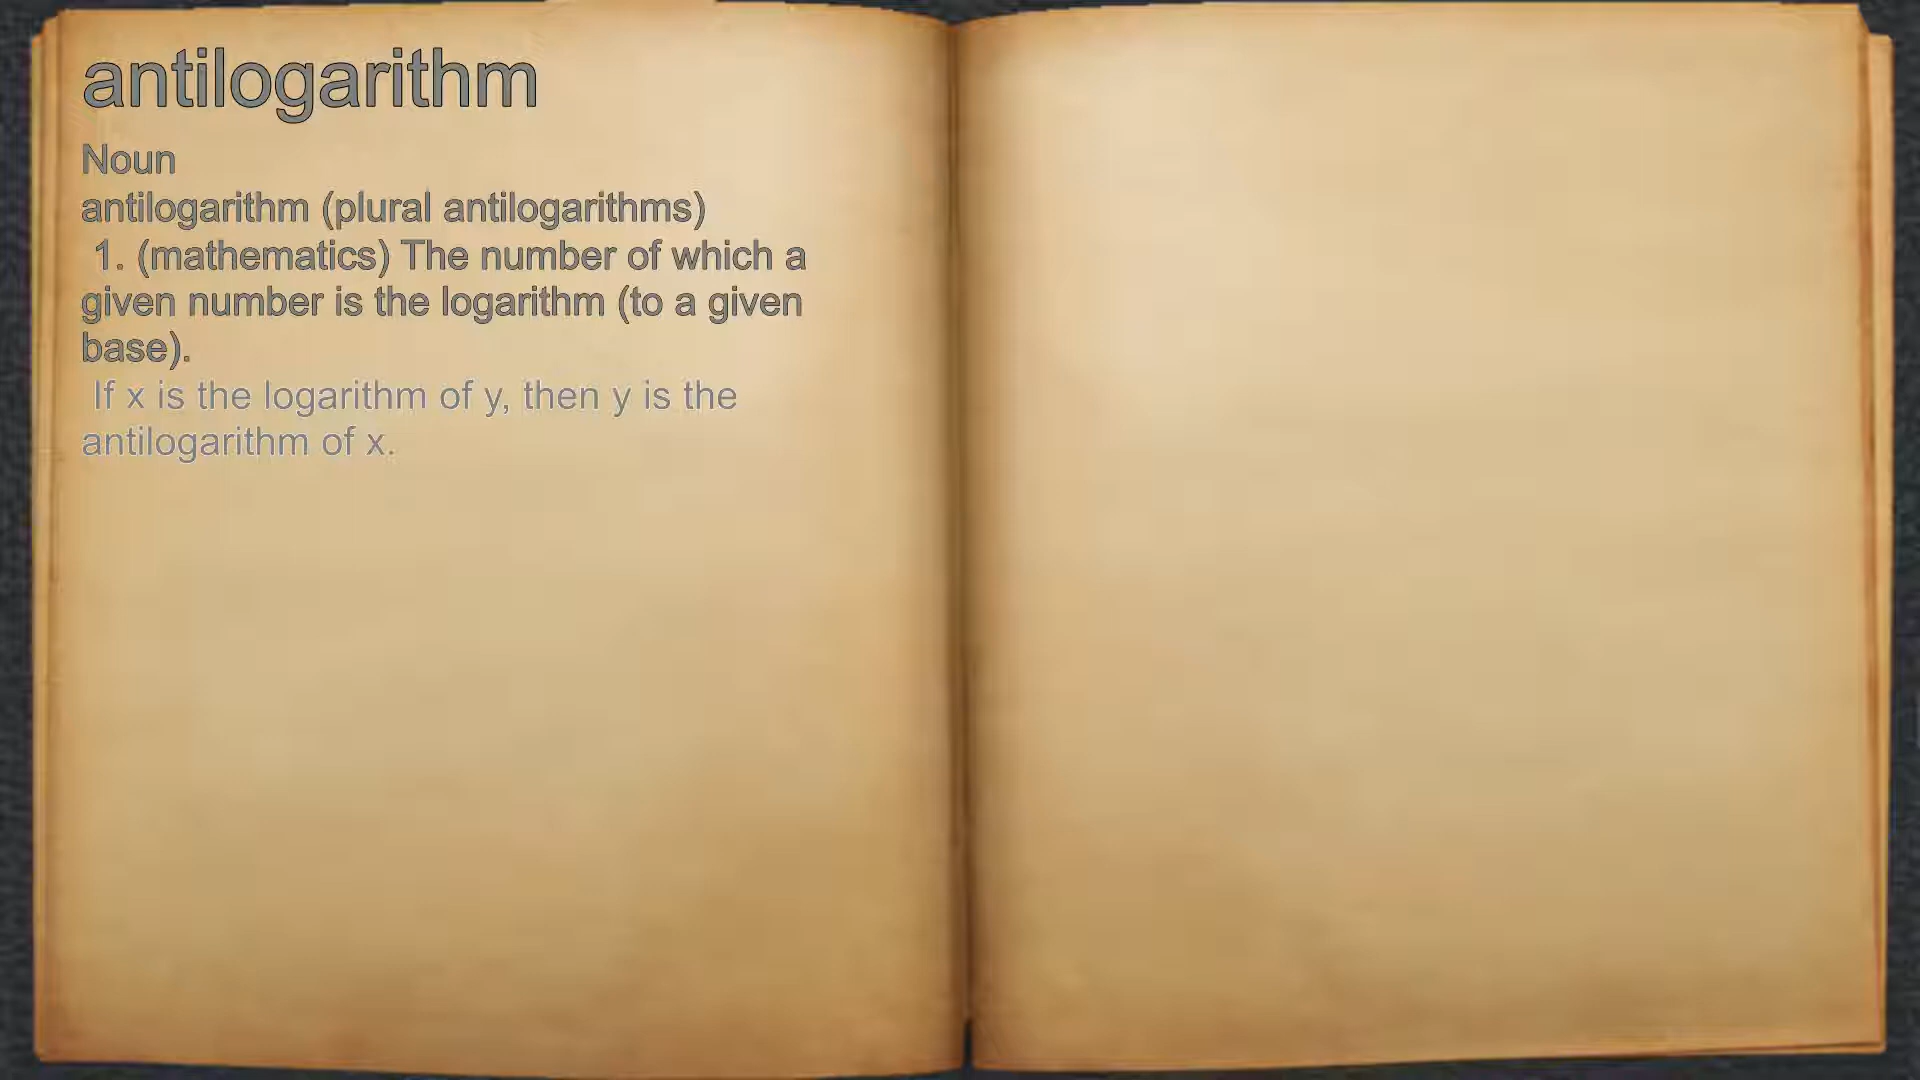 antilogarithm
Noun
antilogarithm (plural antilogarithms)
1. (mathematics) The number of which a
given number is the logarithm (to a given
base).
If x is the logarithm of y, then y is the
antilogarithm of x.